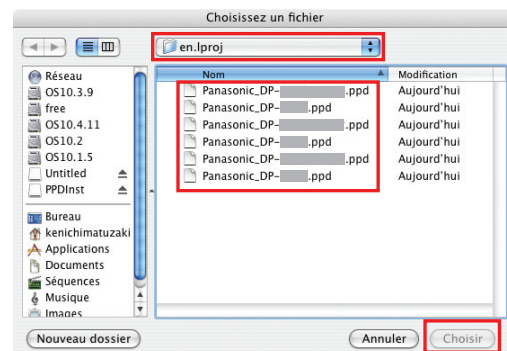 Choisissez un fichier
en.lproj
Réseau
OS10.3.9
free
OS10.4.11
OS10.2
OS10.1.5
Untitled
PPDInst
Bureau
kenichimatuzaki
Applications
Documents
Séquences
Musique
Images
Nom Modification
Panasonic_DP- .ppd Aujourd'hui
Panasonic_DP- .ppd Aujourd'hui
Panasonic_DP- .ppd Aujourd'hui
Panasonic_DP- .ppd Aujourd'hui
Panasonic_DP- .ppd Aujourd'hui
Panasonic_DP- .ppd Aujourd'hui
Nouveau dossier Annuler Choisir